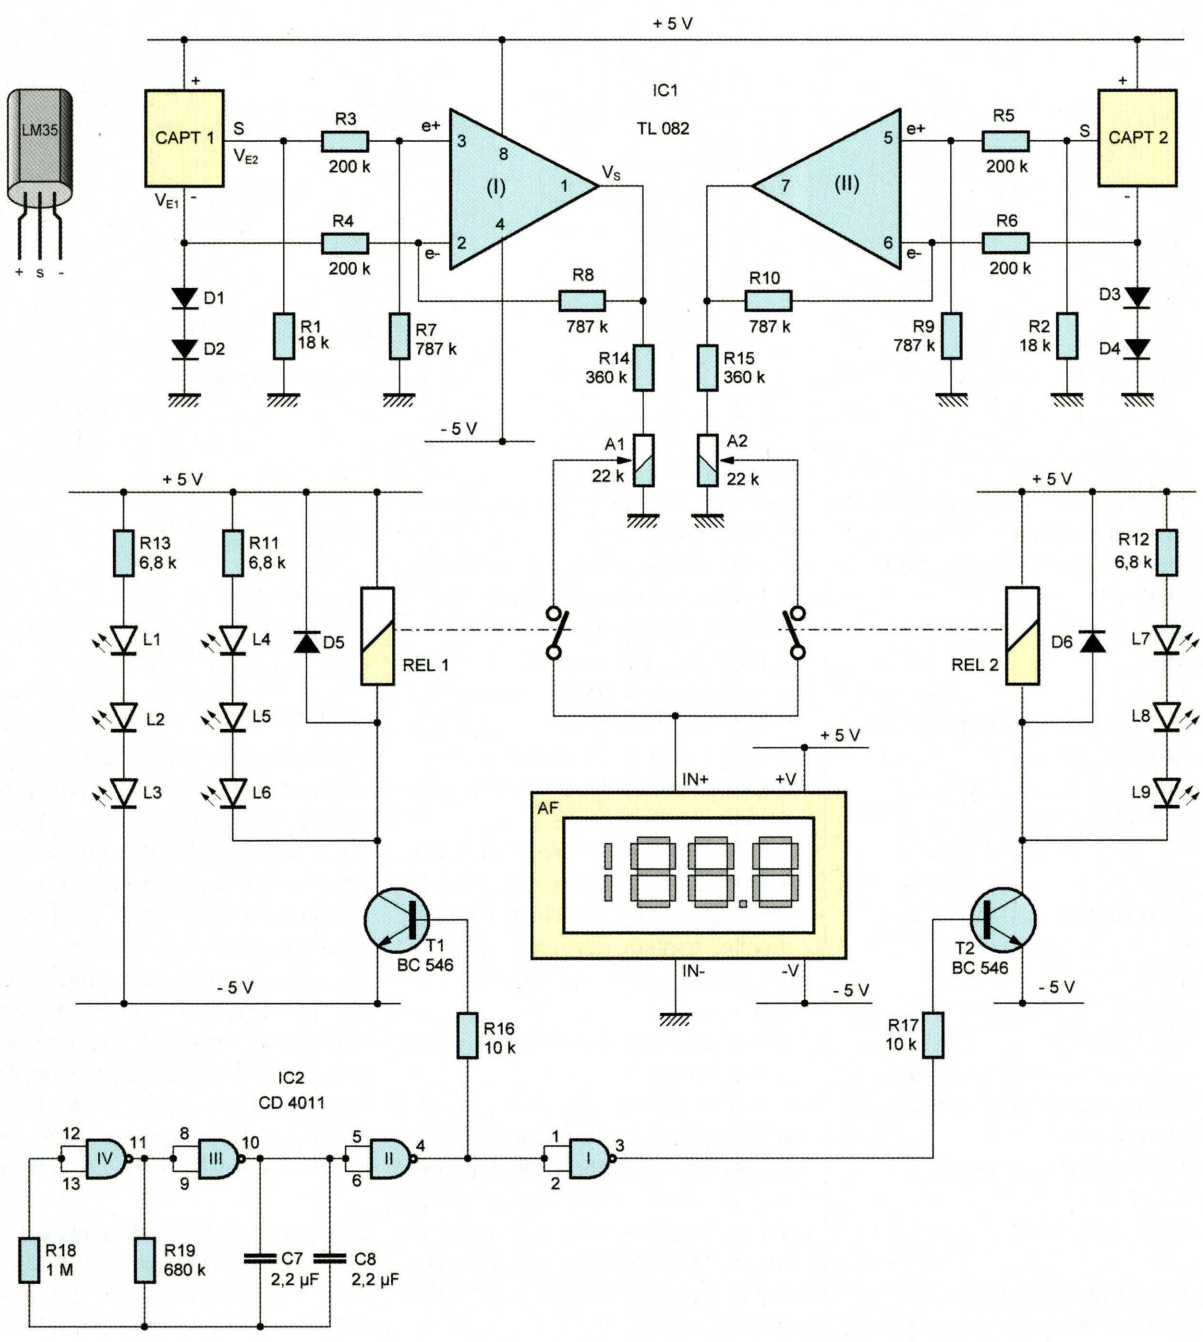 + 5 V
IC1
TL 082
LM35
+ s -
+
CAPT 1
S
VE2
VE1
-
R3
200 k
e+
3
8
(I)
1
4
2
e-
VS
R4
200 k
D1
D2
R1
18 k
R7
787 k
R8
787 k
R14
360 k
A1
22 k
- 5 V
+
CAPT 2
S
-
R5
200 k
e+
5
7
(II)
6
e-
R6
200 k
D3
D4
R2
18 k
R9
787 k
R10
787 k
R15
360 k
A2
22 k
+ 5 V
R13
6,8 k
R11
6,8 k
L1
L2
L3
L4
L5
L6
D5
REL 1
T1
BC 546
- 5 V
R16
10 k
+ 5 V
R12
6,8 k
REL 2
D6
L7
L8
L9
T2
BC 546
- 5 V
R17
10 k
+ 5 V
IN+
+V
AF
188.8
IN-
-V
- 5 V
IC2
CD 4011
12
13
IV
11
8
9
III
10
5
6
II
4
1
2
I
3
R18
1 M
R19
680 k
C7
2,2 µF
C8
2,2 µF